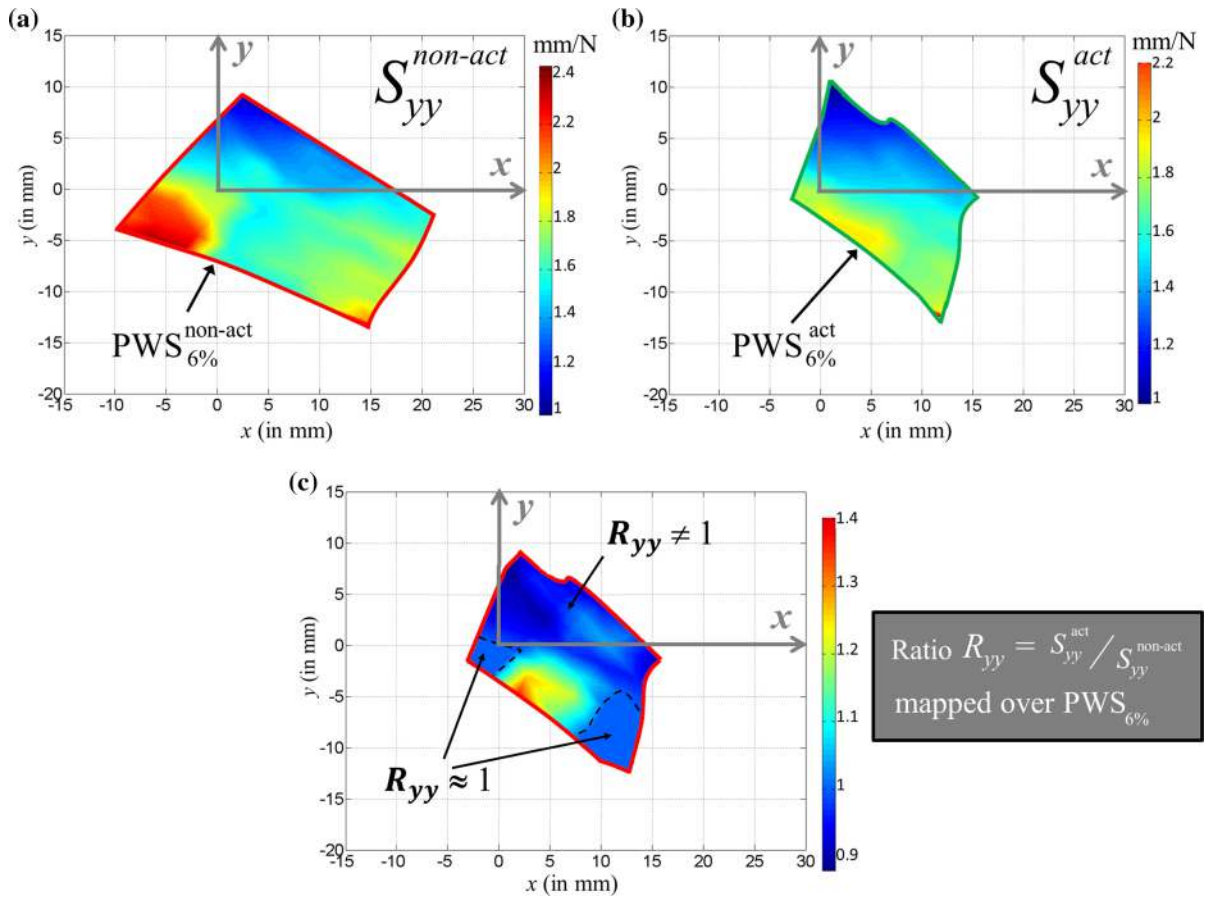 (a)
mm/N
y
S_yy^non-act
x
15
10
5
0
-5
-10
-15
-20
y (in mm)
PWS_6%^non-act
-15 -10 -5 0 5 10 15 20 25 30
x (in mm)
2.4
2.2
2
1.8
1.6
1.4
1.2
1
(b)
mm/N
y
S_yy^act
x
15
10
5
0
-5
-10
-15
-20
y (in mm)
PWS_6%^act
-15 -10 -5 0 5 10 15 20 25 30
x (in mm)
2.2
2
1.8
1.6
1.4
1.2
1
(c)
y
R_yy ≠ 1
x
R_yy ≈ 1
15
10
5
0
-5
-10
-15
-20
y (in mm)
-15 -10 -5 0 5 10 15 20 25 30
x (in mm)
1.4
1.3
1.2
1.1
1
0.9
Ratio R_yy = S_yy^act / S_yy^non-act
mapped over PWS_6%